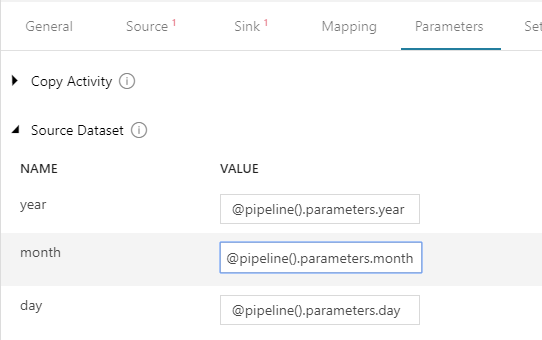 General Source 1 Sink 1 Mapping Parameters Set
Copy Activity i
Source Dataset i
NAME VALUE
year @pipeline().parameters.year
month @pipeline().parameters.month
day @pipeline().parameters.day